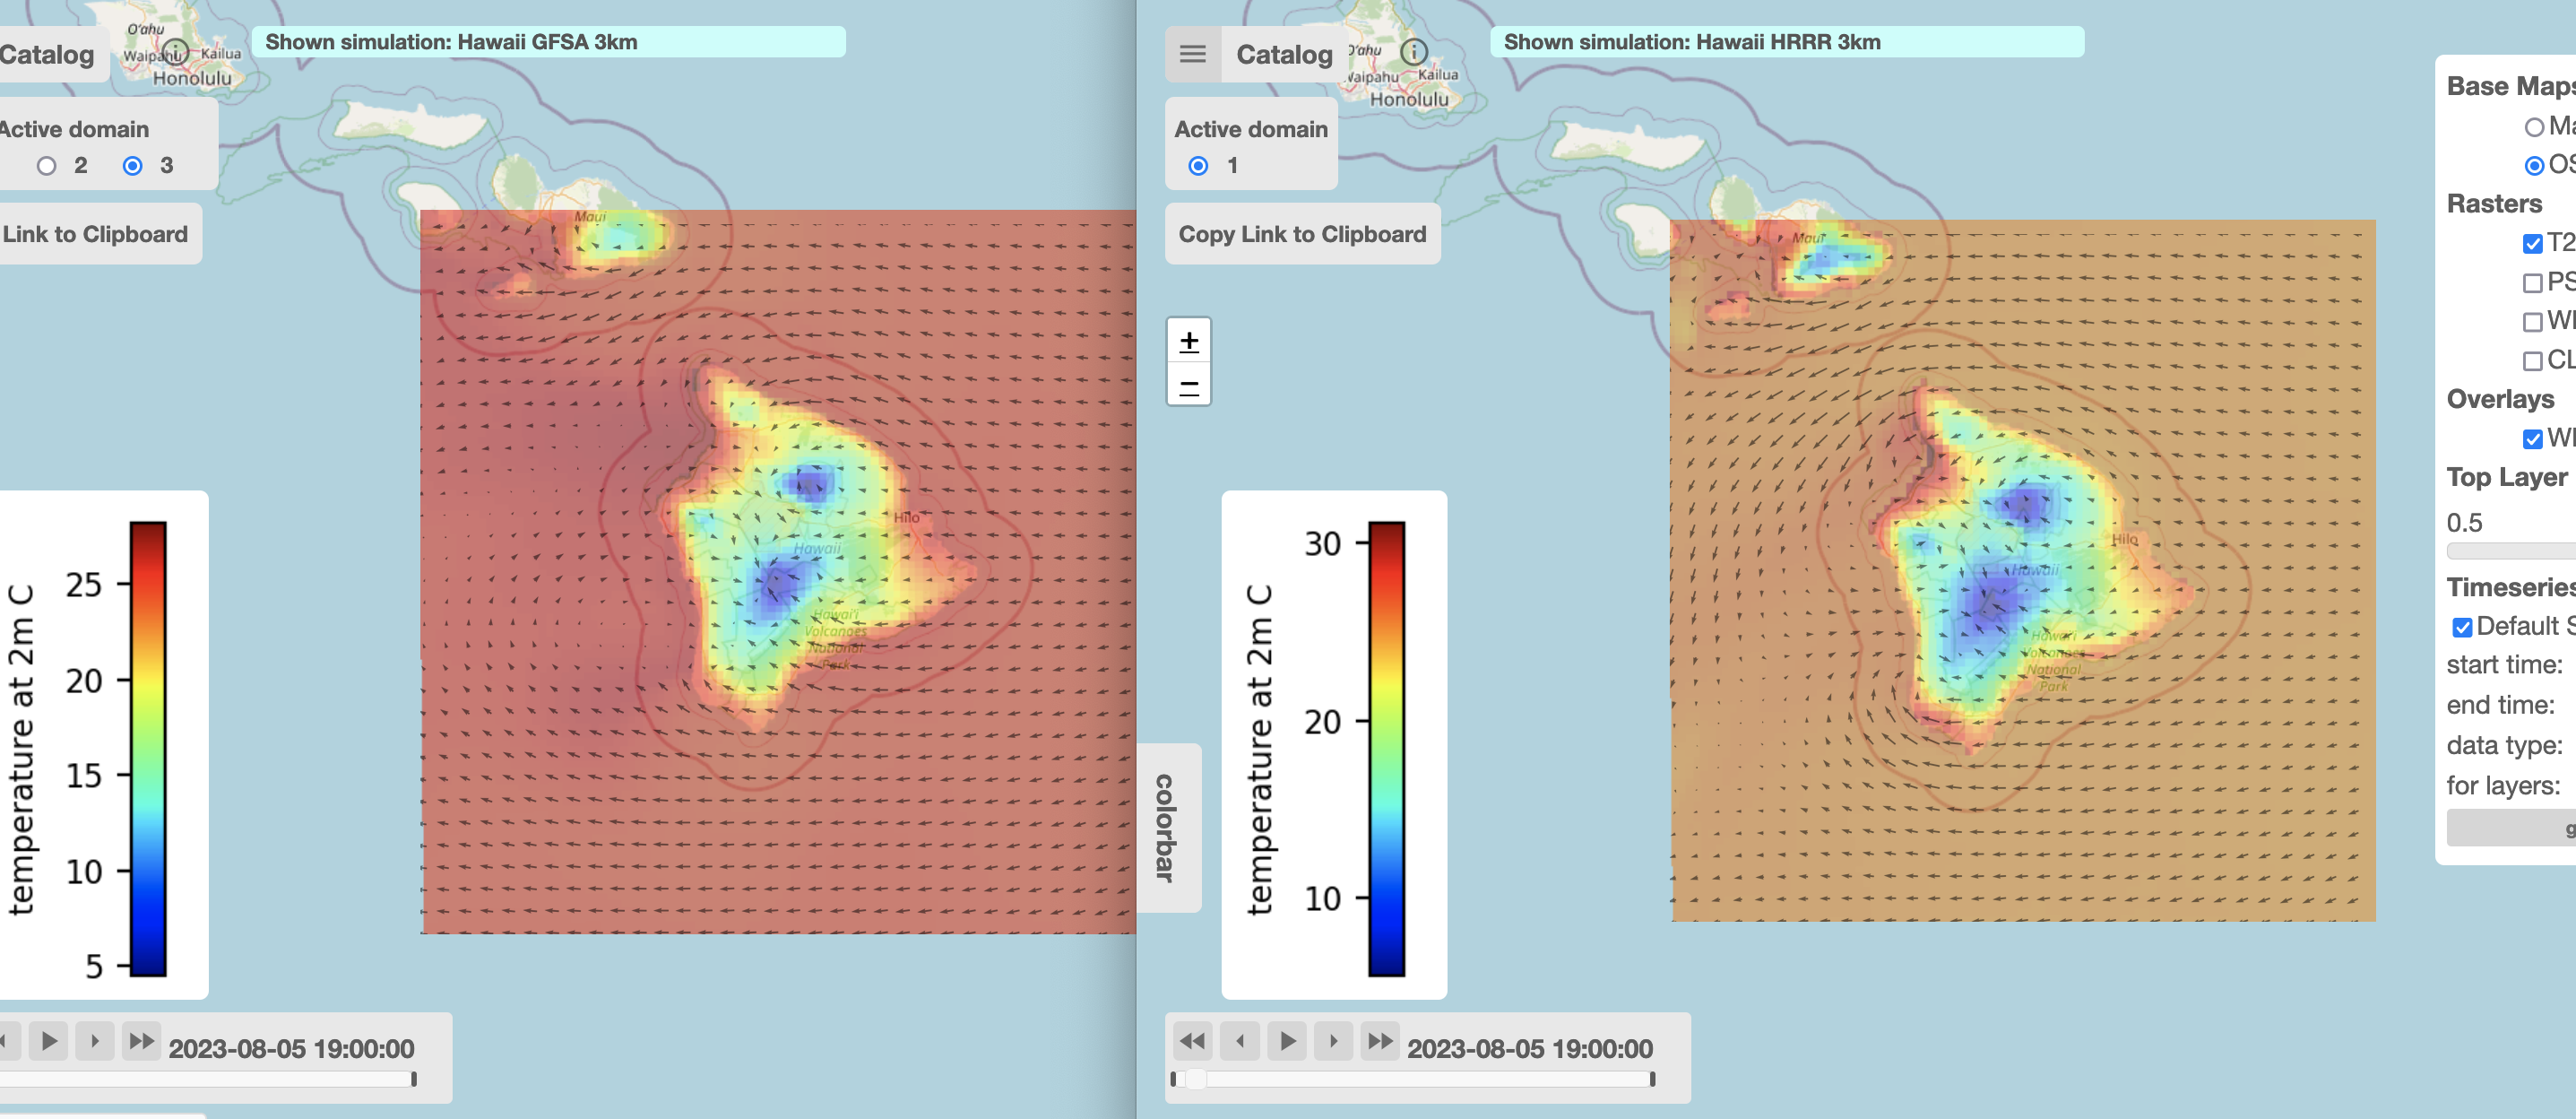 O'ahu
Waipahu
Kailua
Honolulu
Catalog
Shown simulation: Hawaii GFSA 3km
Active domain
2
3
Link to Clipboard
Maui
Hilo
Hawaii
Hawai'i
Volcanoes
National
Park
temperature at 2m C
25
20
15
10
5
2023-08-05 19:00:00
Catalog
O'ahu
Waipahu
Kailua
Honolulu
Shown simulation: Hawaii HRRR 3km
Active domain
1
Copy Link to Clipboard
+
−
Maui
Hilo
Hawaii
Hawai'i
Volcanoes
National
Park
colorbar
temperature at 2m C
30
20
10
2023-08-05 19:00:00
Base Maps
Ma
OS
Rasters
T2
PS
WI
CL
Overlays
WI
Top Layer
0.5
Timeseries
Default S
start time:
end time:
data type:
for layers:
g